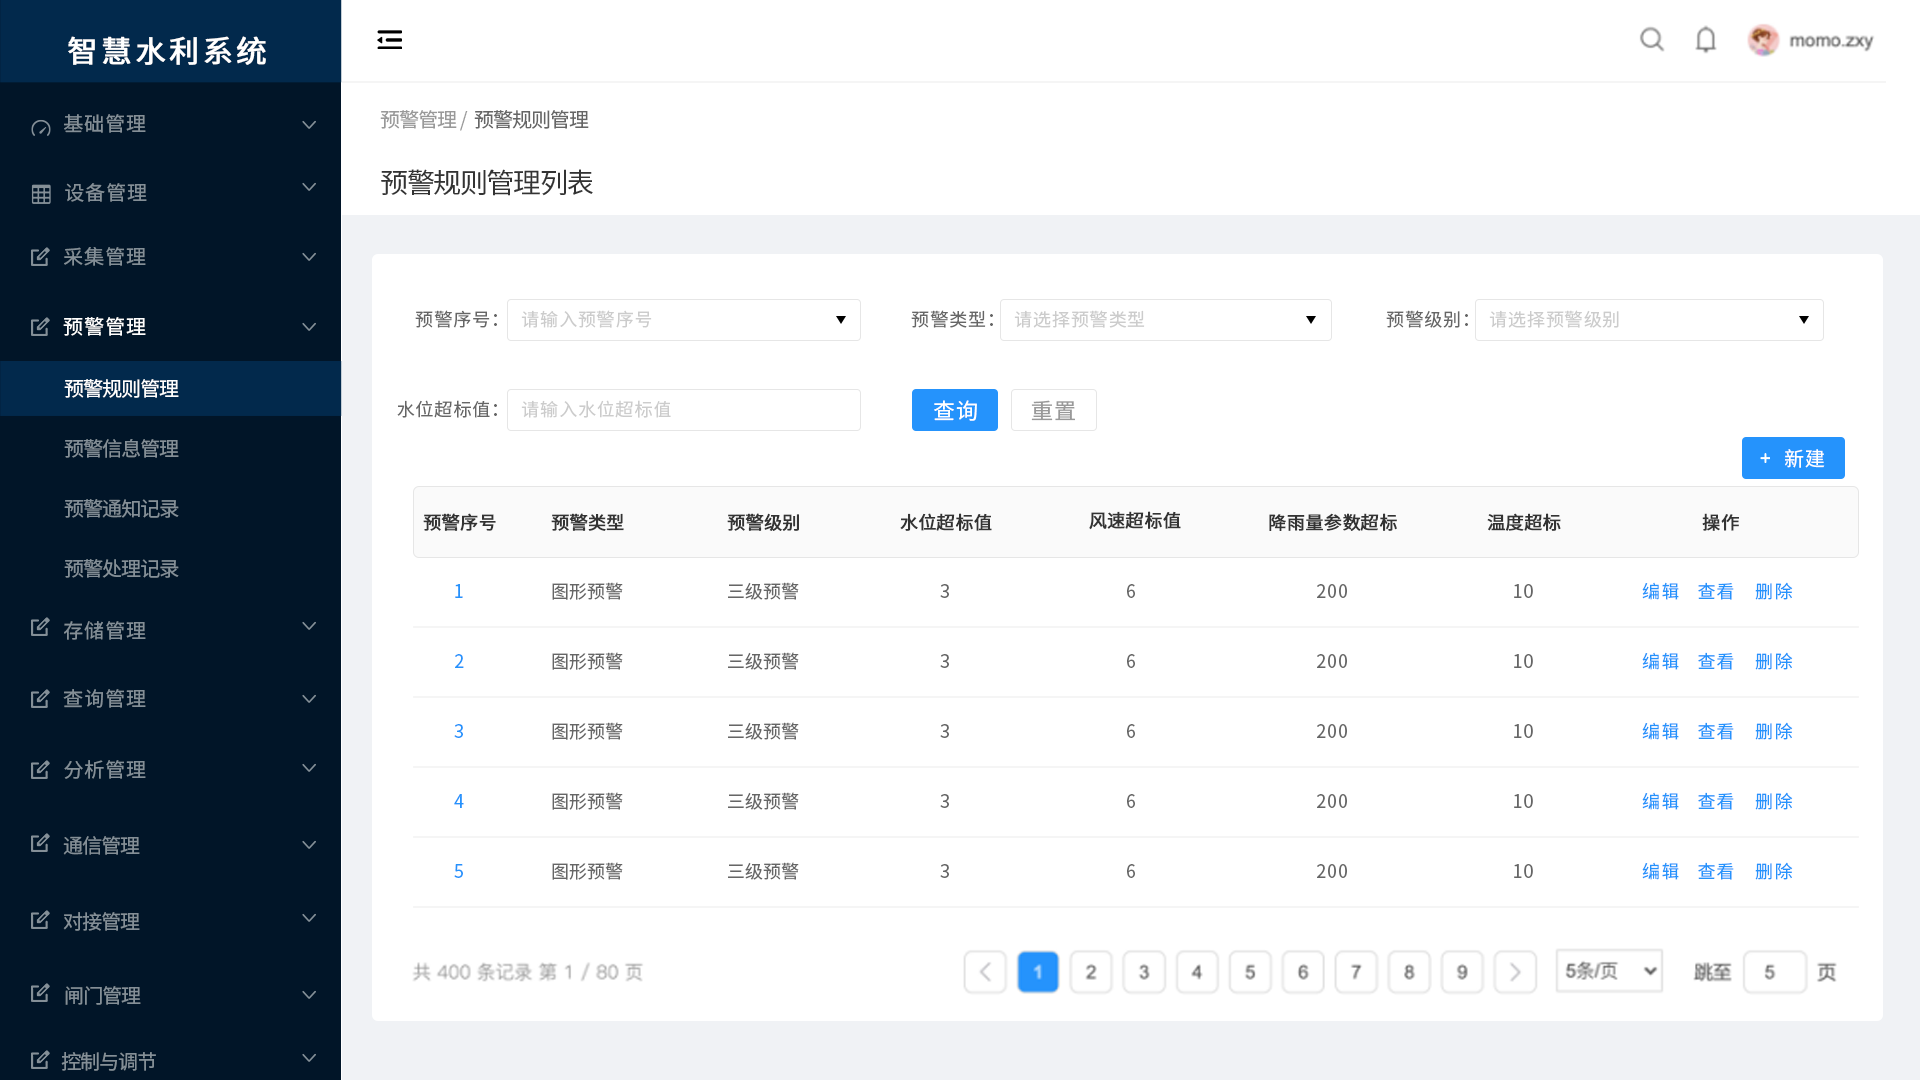 智慧水利系统
momo.zxy
基础管理
设备管理
采集管理
预警管理
预警规则管理
预警信息管理
预警通知记录
预警处理记录
存储管理
查询管理
分析管理
通信管理
对接管理
闸门管理
控制与调节
预警管理/ 预警规则管理
预警规则管理列表
预警序号: 请输入预警序号 预警类型: 请选择预警类型 预警级别: 请选择预警级别
水位超标值: 请输入水位超标值 查询 重置
+ 新建
预警序号 预警类型 预警级别 水位超标值 风速超标值 降雨量参数超标 温度超标 操作
1 图形预警 三级预警 3 6 200 10 编辑 查看 删除
2 图形预警 三级预警 3 6 200 10 编辑 查看 删除
3 图形预警 三级预警 3 6 200 10 编辑 查看 删除
4 图形预警 三级预警 3 6 200 10 编辑 查看 删除
5 图形预警 三级预警 3 6 200 10 编辑 查看 删除
共 400 条记录 第 1 / 80 页 1 2 3 4 5 6 7 8 9 5条/页 跳至 5 页